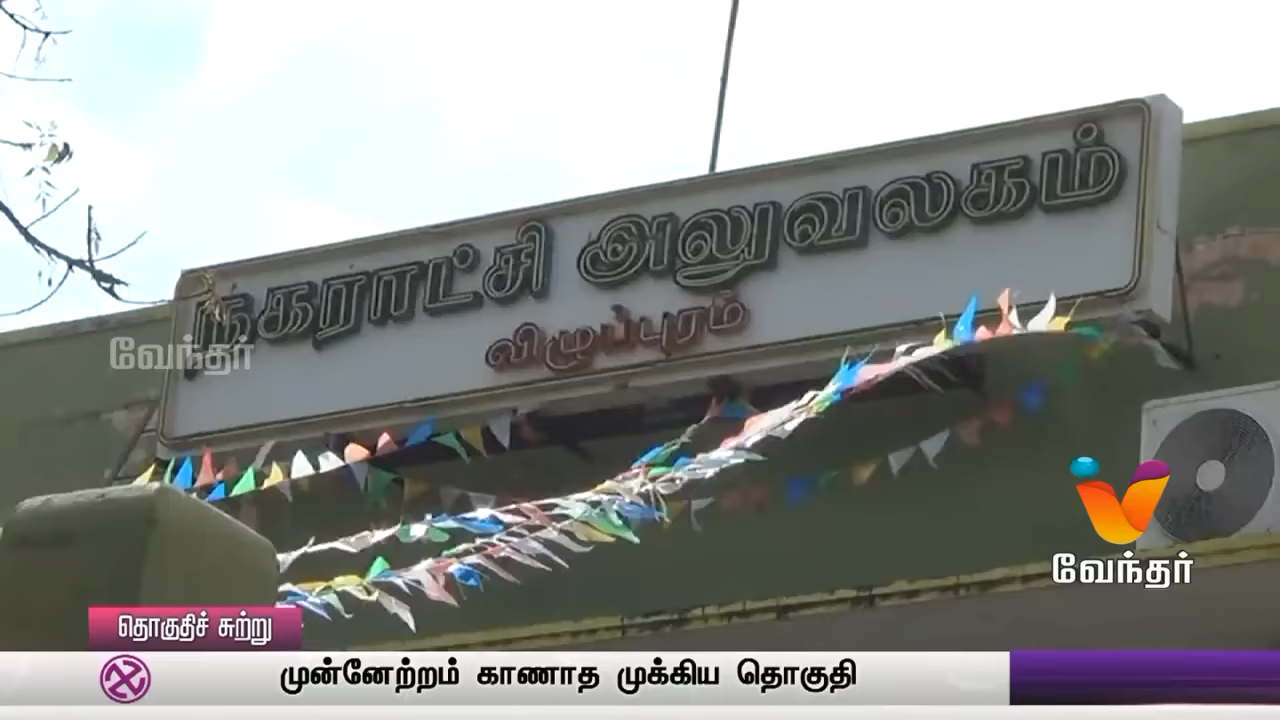 நகராட்சி அலுவலகம்
விழுப்புரம்
வேந்தர்
வேந்தர்
தொகுதிச் சுற்று
முன்னேற்றம் காணாத முக்கிய தொகுதி